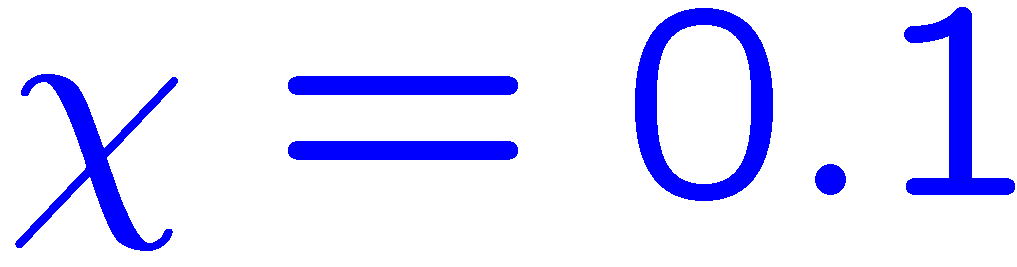 χ = 0.1